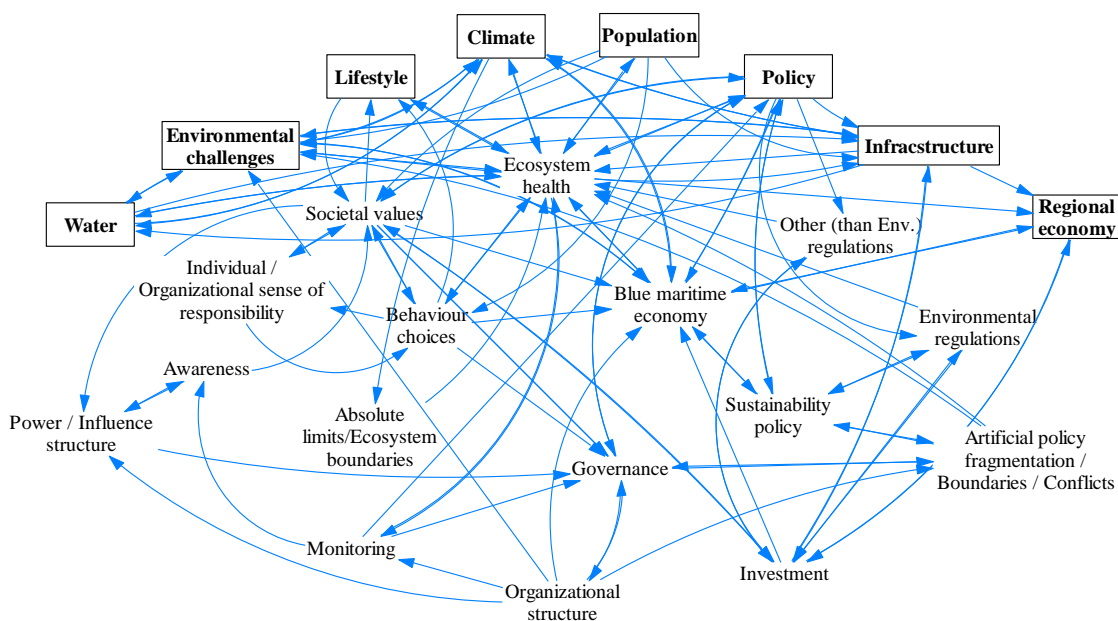 Climate
Population
Lifestyle
Policy
Environmental
challenges
Infracstructure
Ecosystem
health
Water
Societal values
Other (than Env.)
regulations
Regional
economy
Individual /
Organizational sense of
responsibility
Blue maritime
economy
Behaviour
choices
Environmental
regulations
Awareness
Power / Influence
structure
Absolute
limits/Ecosystem
boundaries
Sustainability
policy
Governance
Artificial policy
fragmentation /
Boundaries / Conflicts
Monitoring
Organizational
structure
Investment